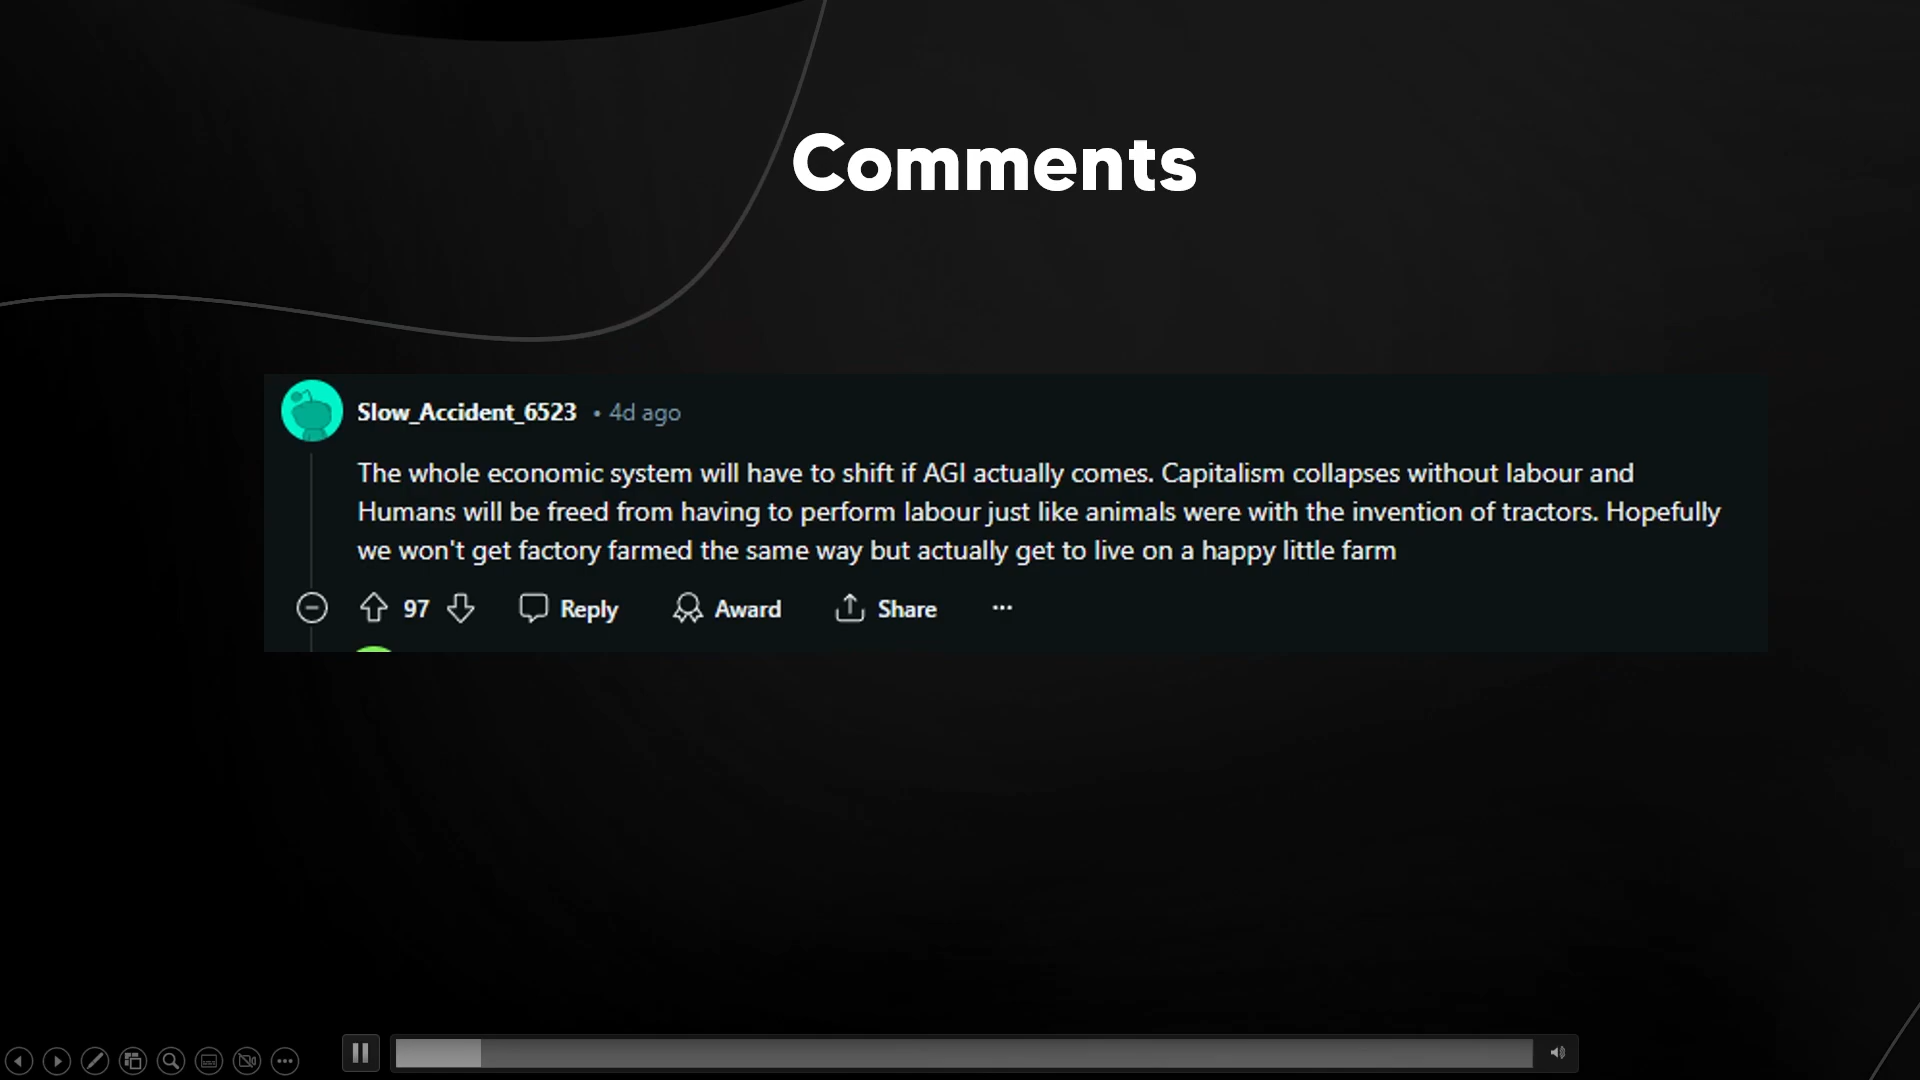 Comments
Slow_Accident_6523 • 4d ago
The whole economic system will have to shift if AGI actually comes. Capitalism collapses without labour and
Humans will be freed from having to perform labour just like animals were with the invention of tractors. Hopefully
we won't get factory farmed the same way but actually get to live on a happy little farm
97 Reply Award Share ···